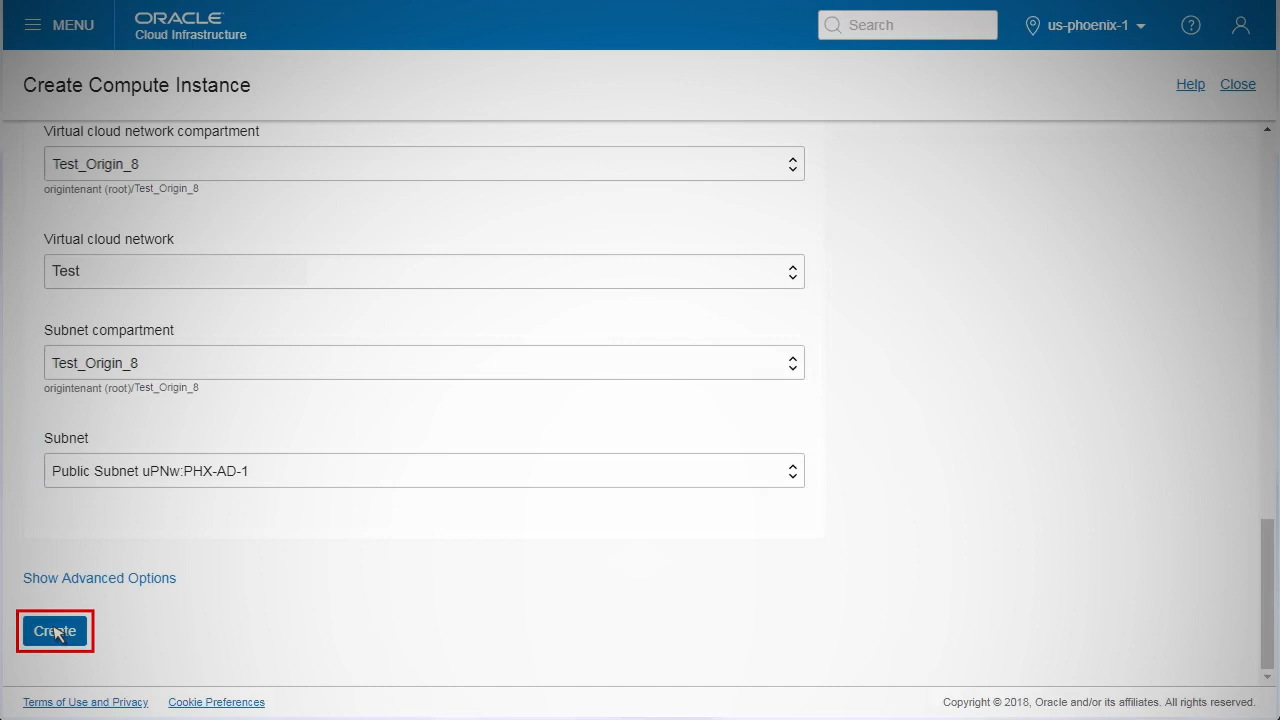 MENU
ORACLE
Cloud Infrastructure
Search
us-phoenix-1
?
Create Compute Instance
Help
Close
Virtual cloud network compartment
Test_Origin_8
origintenant (root)/Test_Origin_8
Virtual cloud network
Test
Subnet compartment
Test_Origin_8
origintenant (root)/Test_Origin_8
Subnet
Public Subnet uPNw:PHX-AD-1
Show Advanced Options
Create
Terms of Use and Privacy
Cookie Preferences
Copyright © 2018, Oracle and/or its affiliates. All rights reserved.